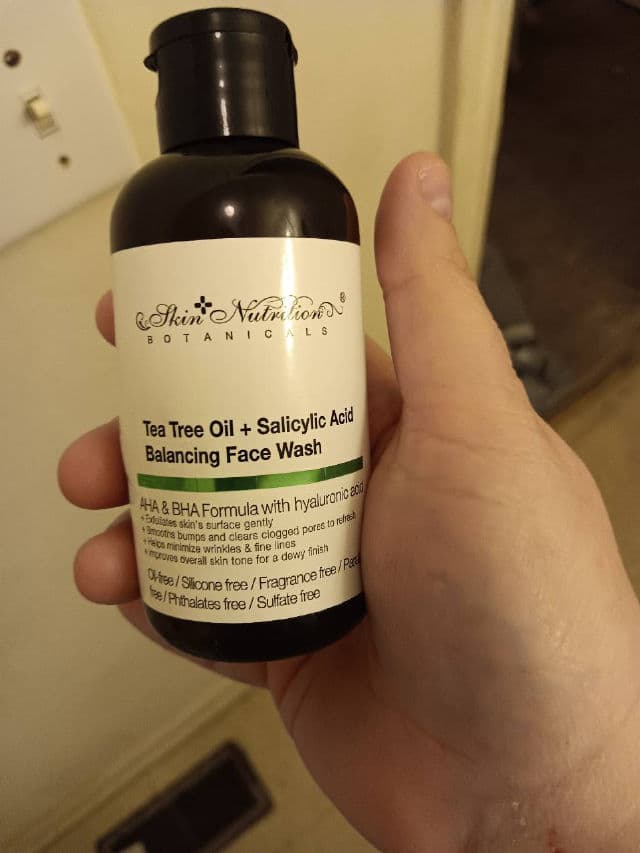 Skin Nutrition®
BOTANICALS
Tea Tree Oil + Salicylic Acid
Balancing Face Wash
AHA & BHA Formula with hyaluronic acid
+ Exfoliates skin's surface gently
+ Smooths bumps and clears clogged pores to refresh
+ Helps minimize wrinkles & fine lines
+ improves overall skin tone for a dewy finish
Oil-free / Silicone free / Fragrance free /
free / Phthalates free / Sulfate free